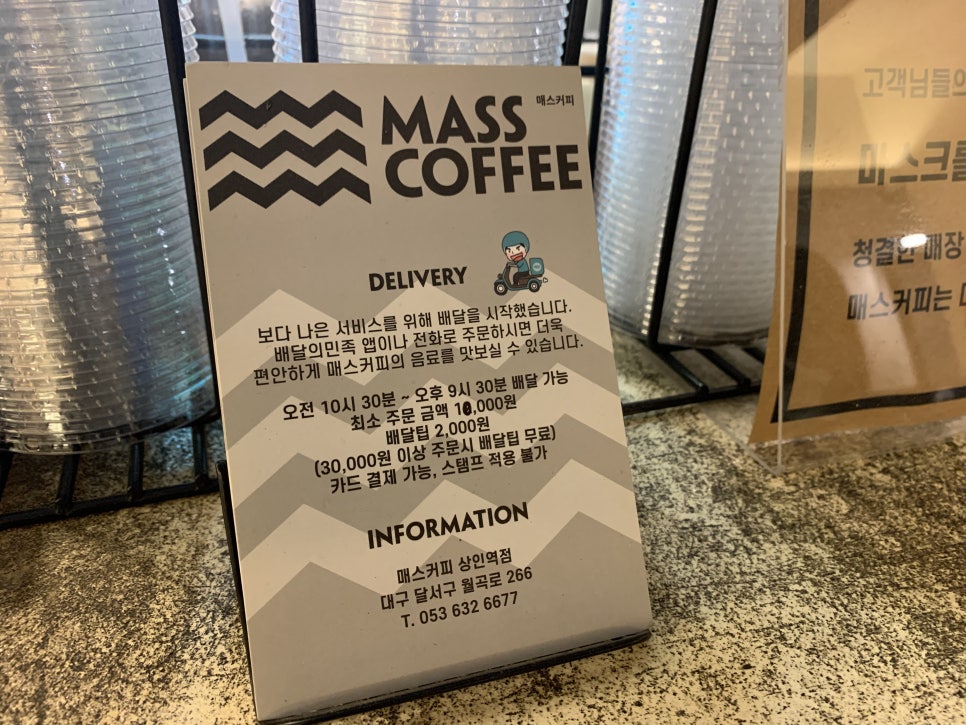 MASS
매스커피
COFFEE
DELIVERY
보다 나은 서비스를 위해 배달을 시작했습니다.
배달의민족 앱이나 전화로 주문하시면 더욱
편안하게 매스커피의 음료를 맛보실 수 있습니다.
오전 10시 30분 ~ 오후 9시 30분 배달 가능
최소 주문 금액 10,000원
배달팁 2,000원
(30,000원 이상 주문시 배달팁 무료)
카드 결제 가능, 스탬프 적용 불가
INFORMATION
매스커피 상인역점
대구 달서구 월곡로 266
T. 053 632 6677
고객님들의
마스크를
청결한 매장
매스커피는